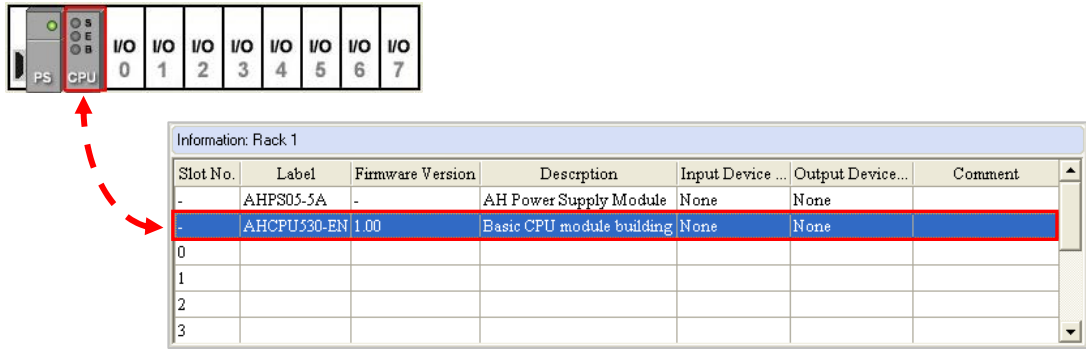 S
E
B
PS CPU I/O 0 I/O 1 I/O 2 I/O 3 I/O 4 I/O 5 I/O 6 I/O 7
Information: Rack 1
Slot No. Label Firmware Version Descrption Input Device ... Output Device... Comment
- AHPS05-5A - AH Power Supply Module None None
- AHCPU530-EN 1.00 Basic CPU module building None None
0
1
2
3